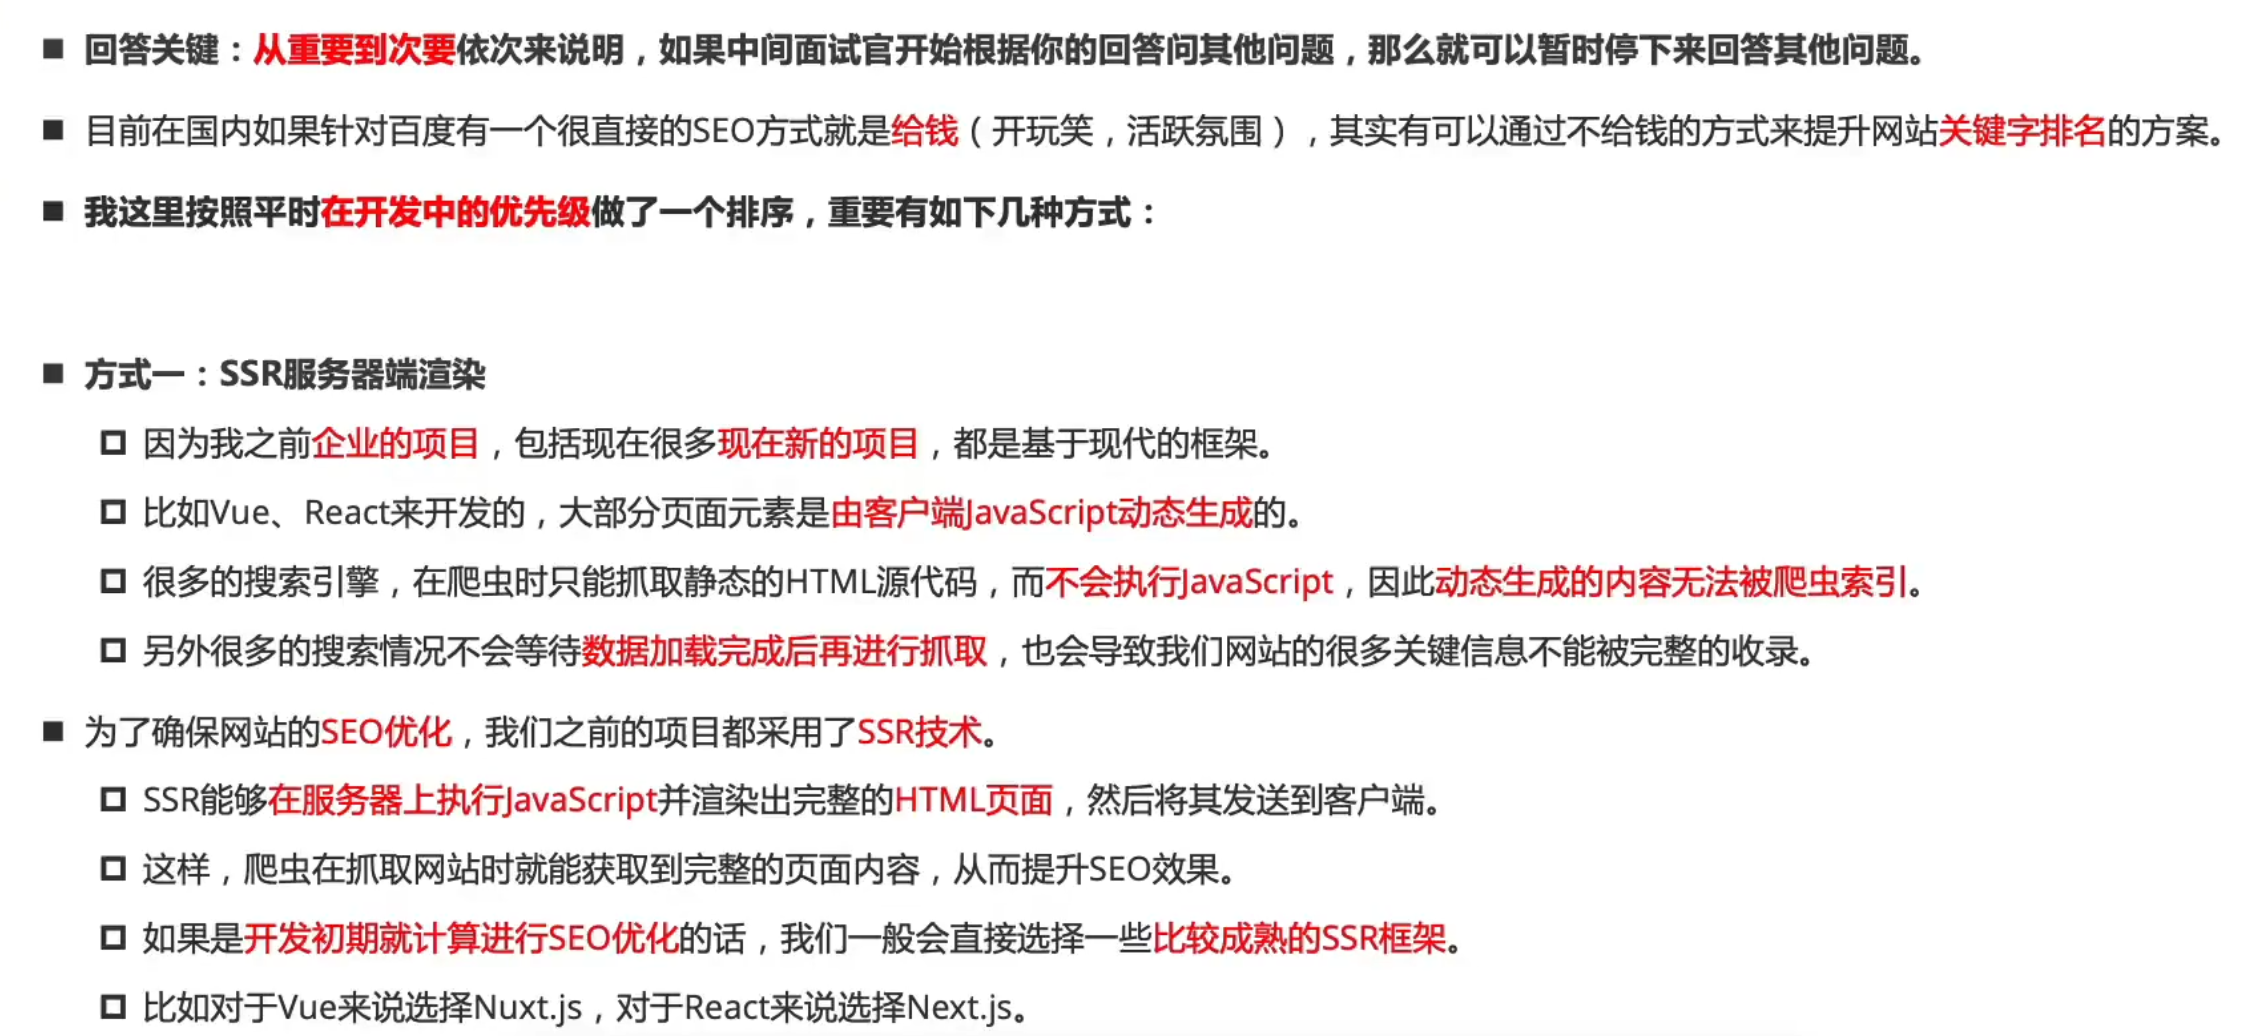 ■ 回答关键：从重要到次要依次来说明，如果中间面试官开始根据你的回答问其他问题，那么就可以暂时停下来回答其他问题。
■ 目前在国内如果针对百度有一个很直接的SEO方式就是给钱（开玩笑，活跃氛围），其实有可以通过不给钱的方式来提升网站关键字排名的方案。
■ 我这里按照平时在开发中的优先级做了一个排序，重要有如下几种方式：
■ 方式一：SSR服务器端渲染
□ 因为我之前企业的项目，包括现在很多现在新的项目，都是基于现代的框架。
□ 比如Vue、React来开发的，大部分页面元素是由客户端JavaScript动态生成的。
□ 很多的搜索引擎，在爬虫时只能抓取静态的HTML源代码，而不会执行JavaScript，因此动态生成的内容无法被爬虫索引。
□ 另外很多的搜索情况不会等待数据加载完成后再进行抓取，也会导致我们网站的很多关键信息不能被完整的收录。
■ 为了确保网站的SEO优化，我们之前的项目都采用了SSR技术。
□ SSR能够在服务器上执行JavaScript并渲染出完整的HTML页面，然后将其发送到客户端。
□ 这样，爬虫在抓取网站时就能获取到完整的页面内容，从而提升SEO效果。
□ 如果是开发初期就计算进行SEO优化的话，我们一般会直接选择一些比较成熟的SSR框架。
□ 比如对于Vue来说选择Nuxt.js，对于React来说选择Next.js。